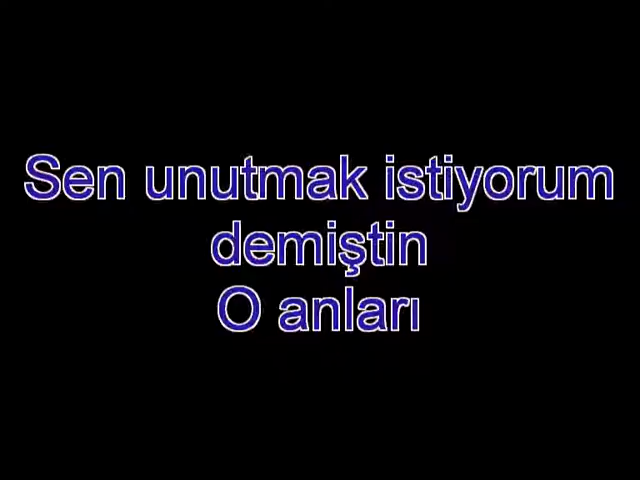 Sen unutmak istiyorum
demiştin
O anları